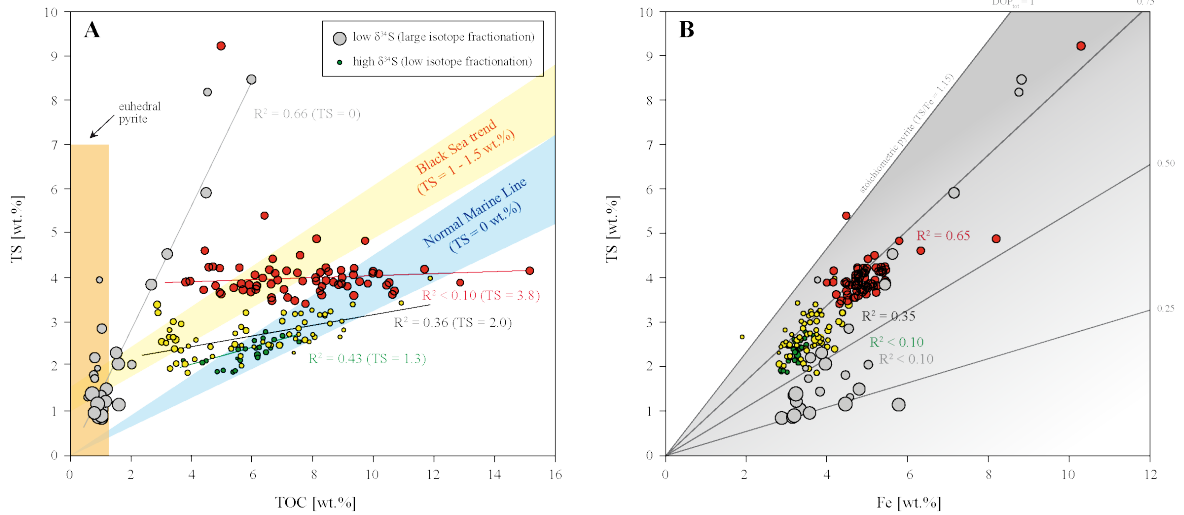 A
low δ³⁴S (large isotope fractionation)
high δ³⁴S (low isotope fractionation)
euhedral
pyrite
R² = 0.66 (TS = 0)
Black Sea trend
(TS = 1 - 1.5 wt.%)
Normal Marine Line
(TS = 0 wt.%)
R² < 0.10 (TS = 3.8)
R² = 0.36 (TS = 2.0)
R² = 0.43 (TS = 1.3)
TS [wt.%]
10
9
8
7
6
5
4
3
2
1
0
0 2 4 6 8 10 12 14 16
TOC [wt.%]
B
= 1
0.75
stoichiometric pyrite (TS/Fe = 1.15)
0.50
R² = 0.65
R² = 0.35
0.25
R² < 0.10
R² < 0.10
TS [wt.%]
10
9
8
7
6
5
4
3
2
1
0
0 2 4 6 8 10 12
Fe [wt.%]